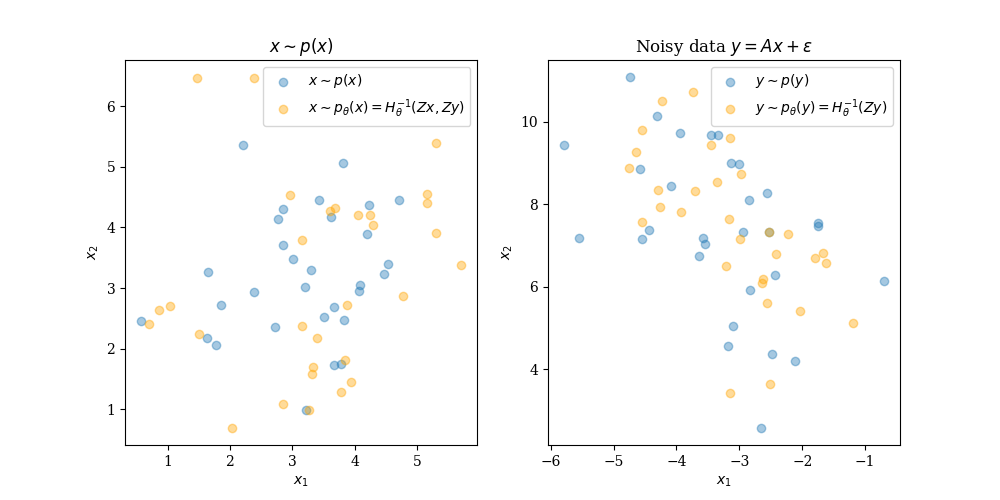 x ∼ p(x)
x ∼ p(x)
x ∼ p_θ(x) = H_θ^{-1}(Zx, Zy)
6
5
4
3
2
1
x_2
1 2 3 4 5
x_1
Noisy data y = Ax + ε
y ∼ p(y)
y ∼ p_θ(y) = H_θ^{-1}(Zy)
10
8
6
4
x_2
−6 −5 −4 −3 −2 −1
x_1